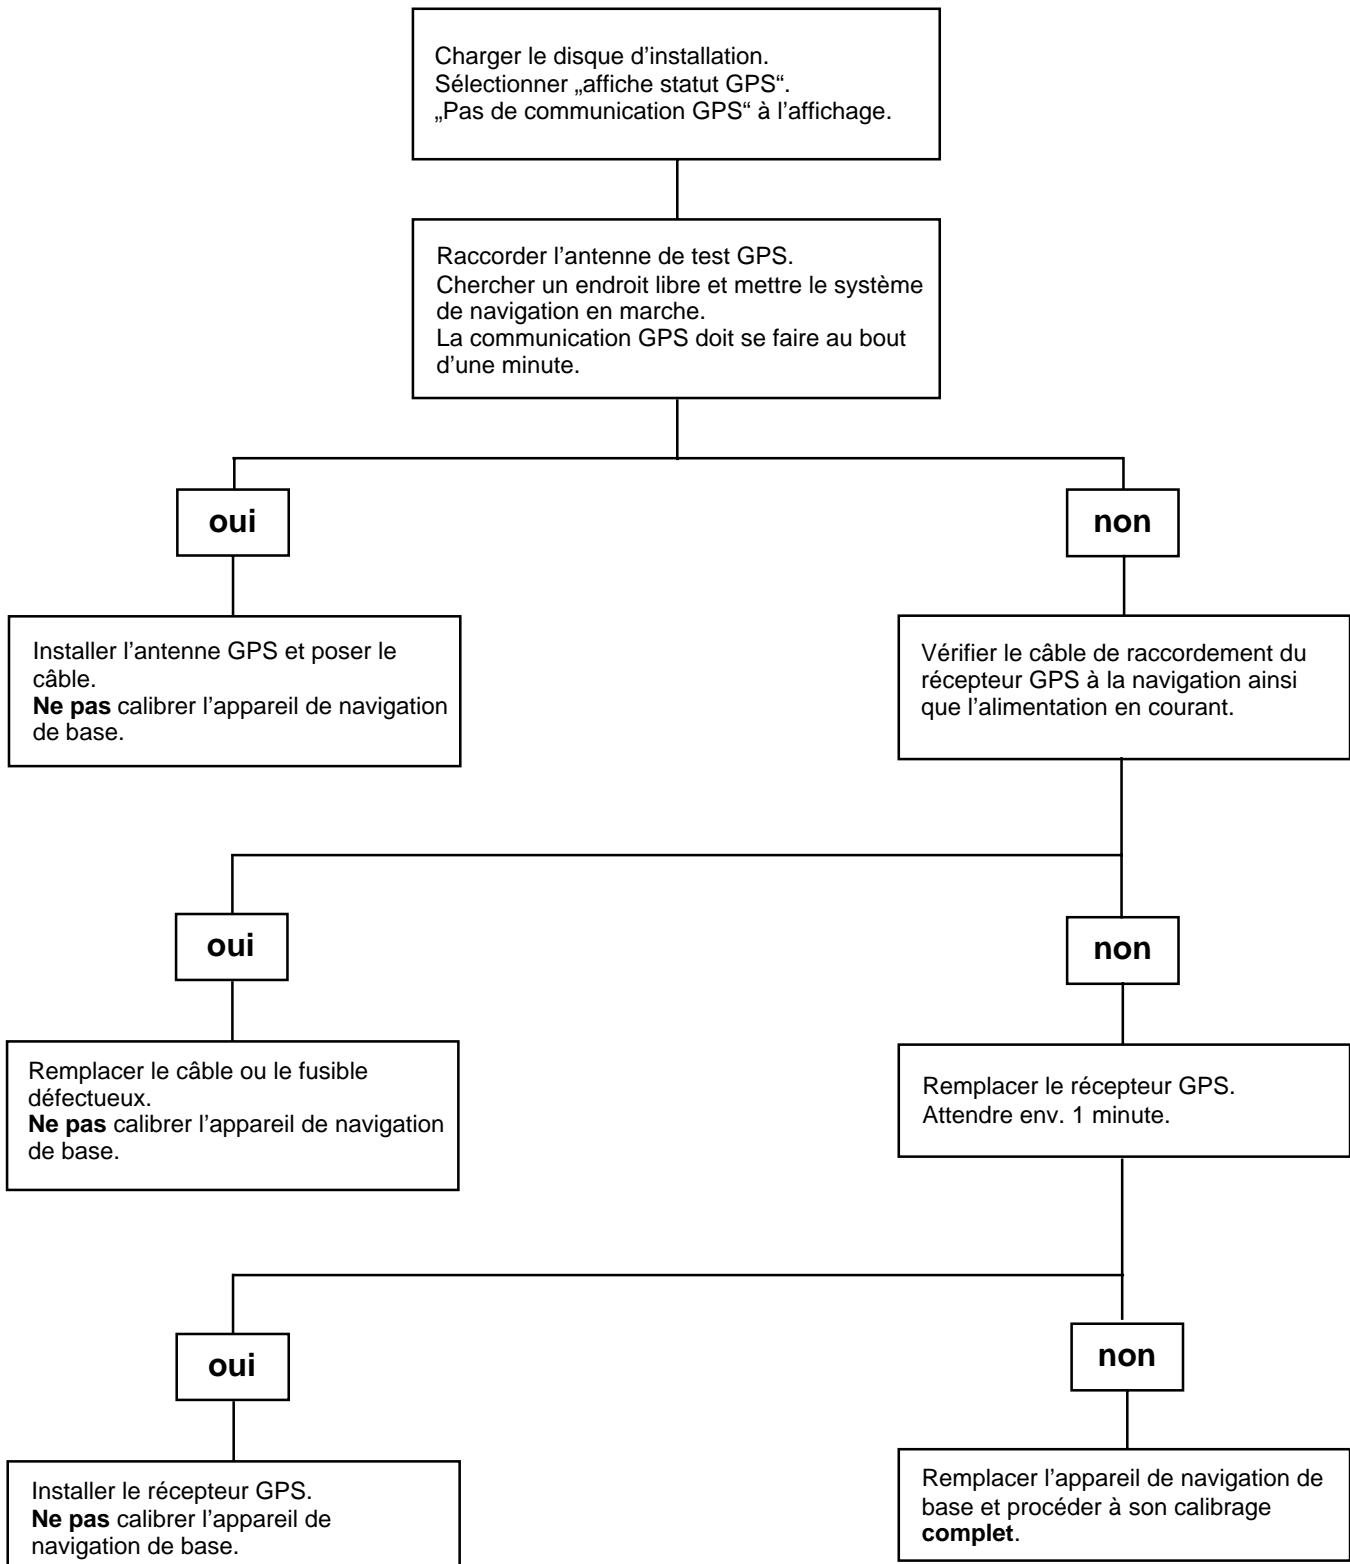 Charger le disque d’installation.
Sélectionner „affiche statut GPS“.
„Pas de communication GPS“ à l’affichage.
Raccorder l’antenne de test GPS.
Chercher un endroit libre et mettre le système
de navigation en marche.
La communication GPS doit se faire au bout
d’une minute.
oui
non
Installer l’antenne GPS et poser le
câble.
Ne pas calibrer l’appareil de navigation
de base.
Vérifier le câble de raccordement du
récepteur GPS à la navigation ainsi
que l’alimentation en courant.
oui
non
Remplacer le câble ou le fusible
défectueux.
Ne pas calibrer l’appareil de navigation
de base.
Remplacer le récepteur GPS.
Attendre env. 1 minute.
oui
non
Installer le récepteur GPS.
Ne pas calibrer l’appareil de
navigation de base.
Remplacer l’appareil de navigation de
base et procéder à son calibrage
complet.